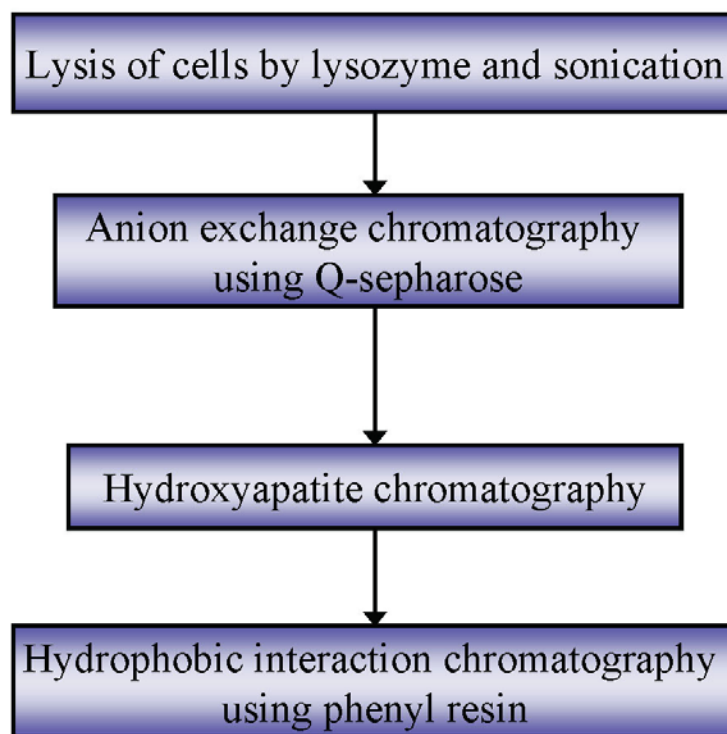 Lysis of cells by lysozyme and sonication
Anion exchange chromatography
using Q-sepharose
Hydroxyapatite chromatography
Hydrophobic interaction chromatography
using phenyl resin